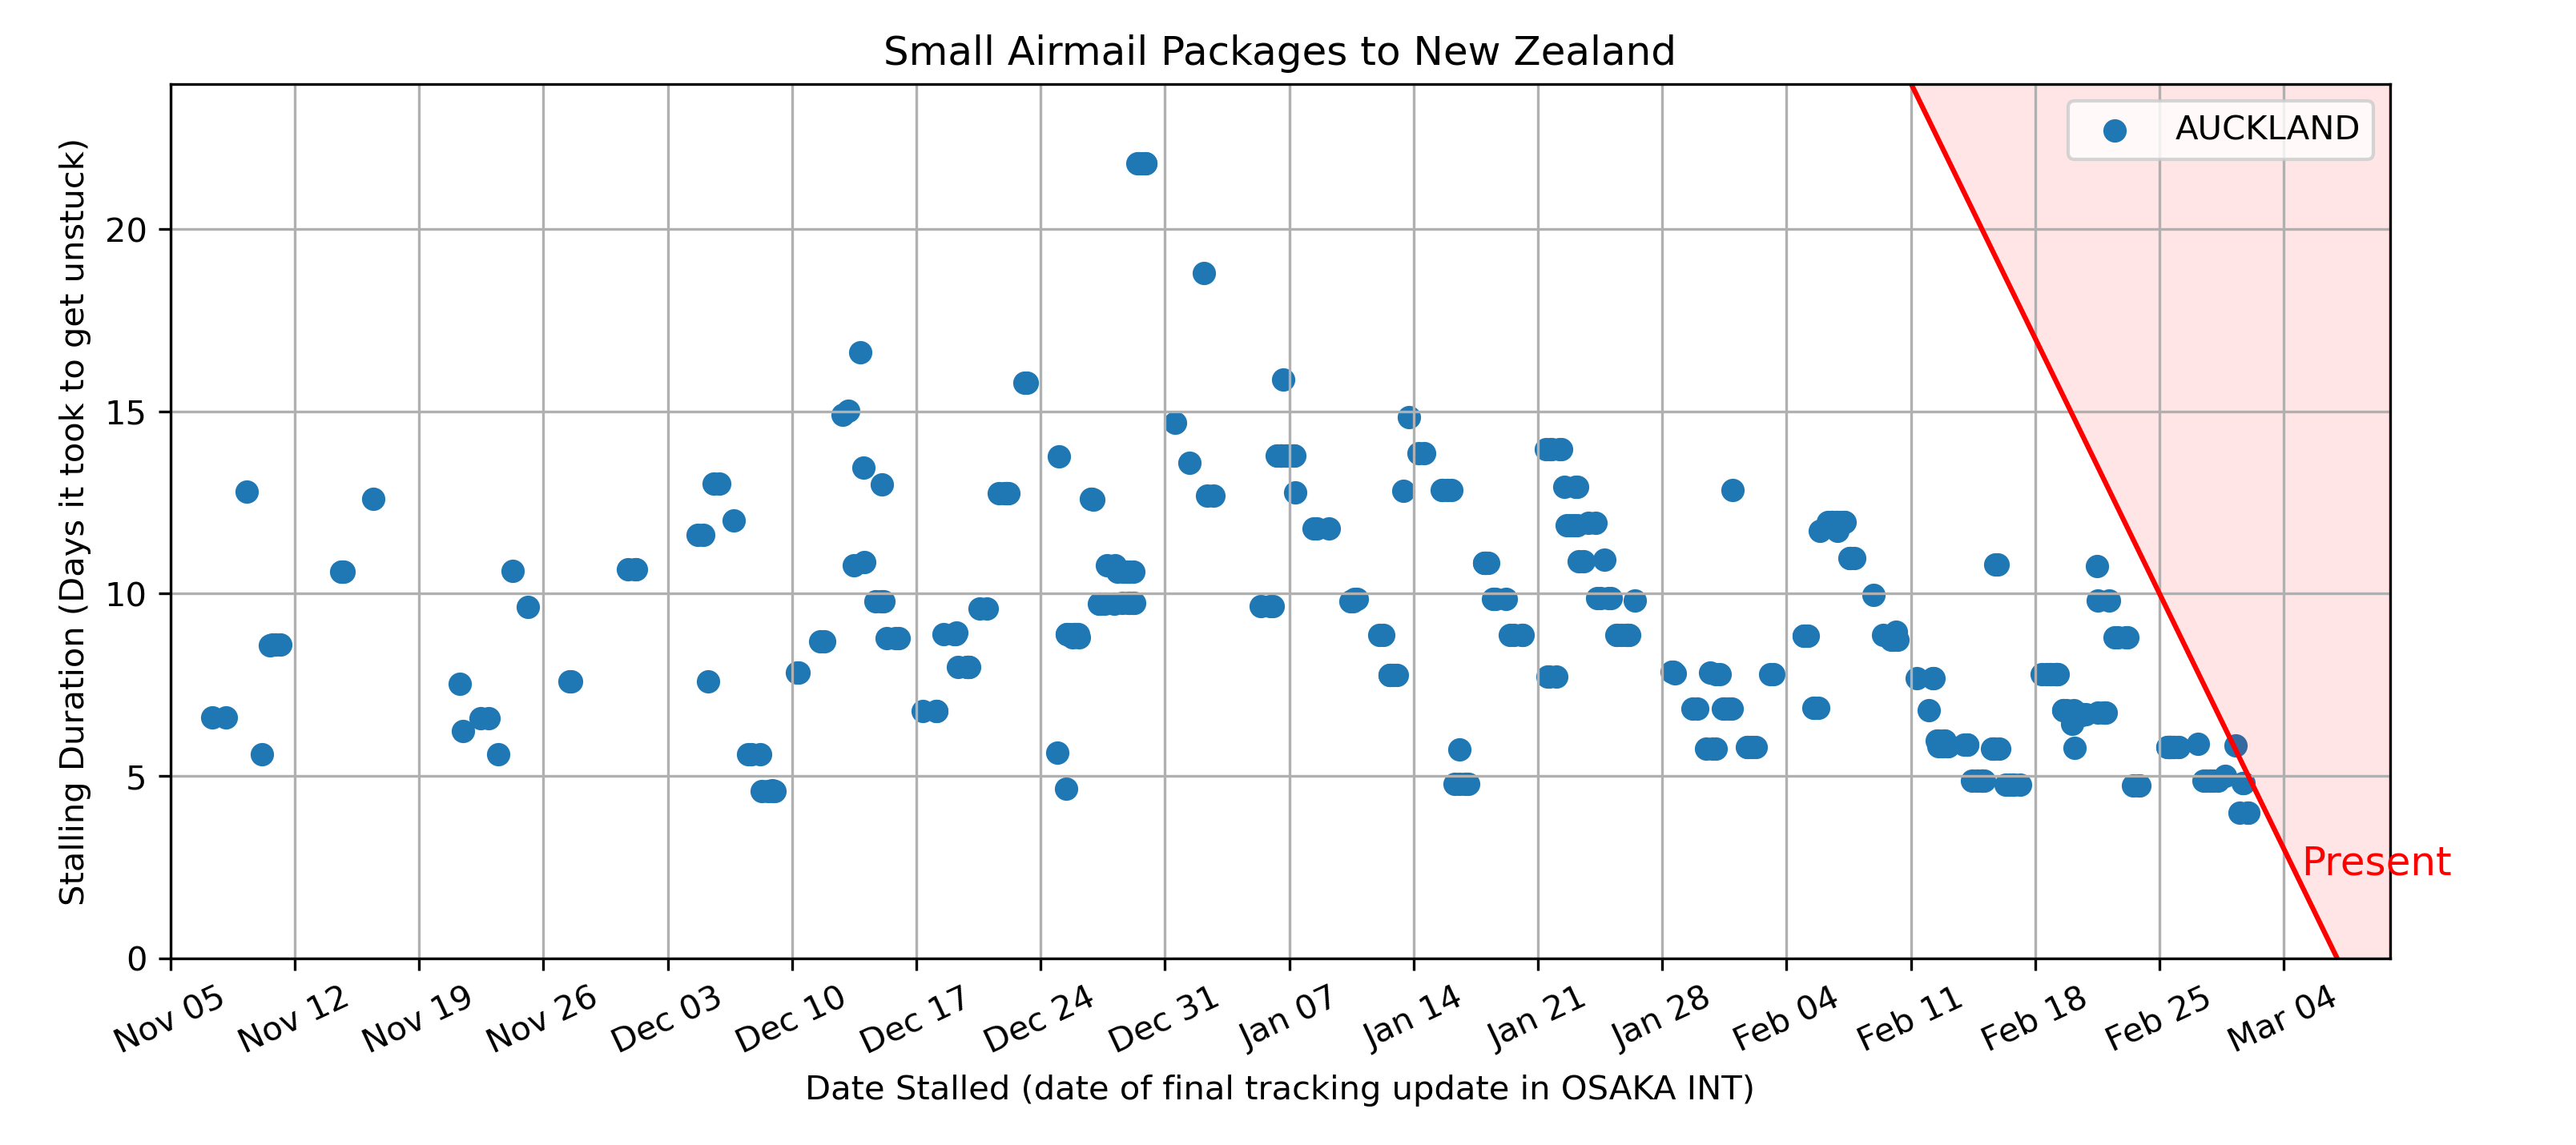 Small Airmail Packages to New Zealand
AUCKLAND
Stalling Duration (Days it took to get unstuck)
20
15
10
5
0
Present
Nov 05 Nov 12 Nov 19 Nov 26 Dec 03 Dec 10 Dec 17 Dec 24 Dec 31 Jan 07 Jan 14 Jan 21 Jan 28 Feb 04 Feb 11 Feb 18 Feb 25 Mar 04
Date Stalled (date of final tracking update in OSAKA INT)